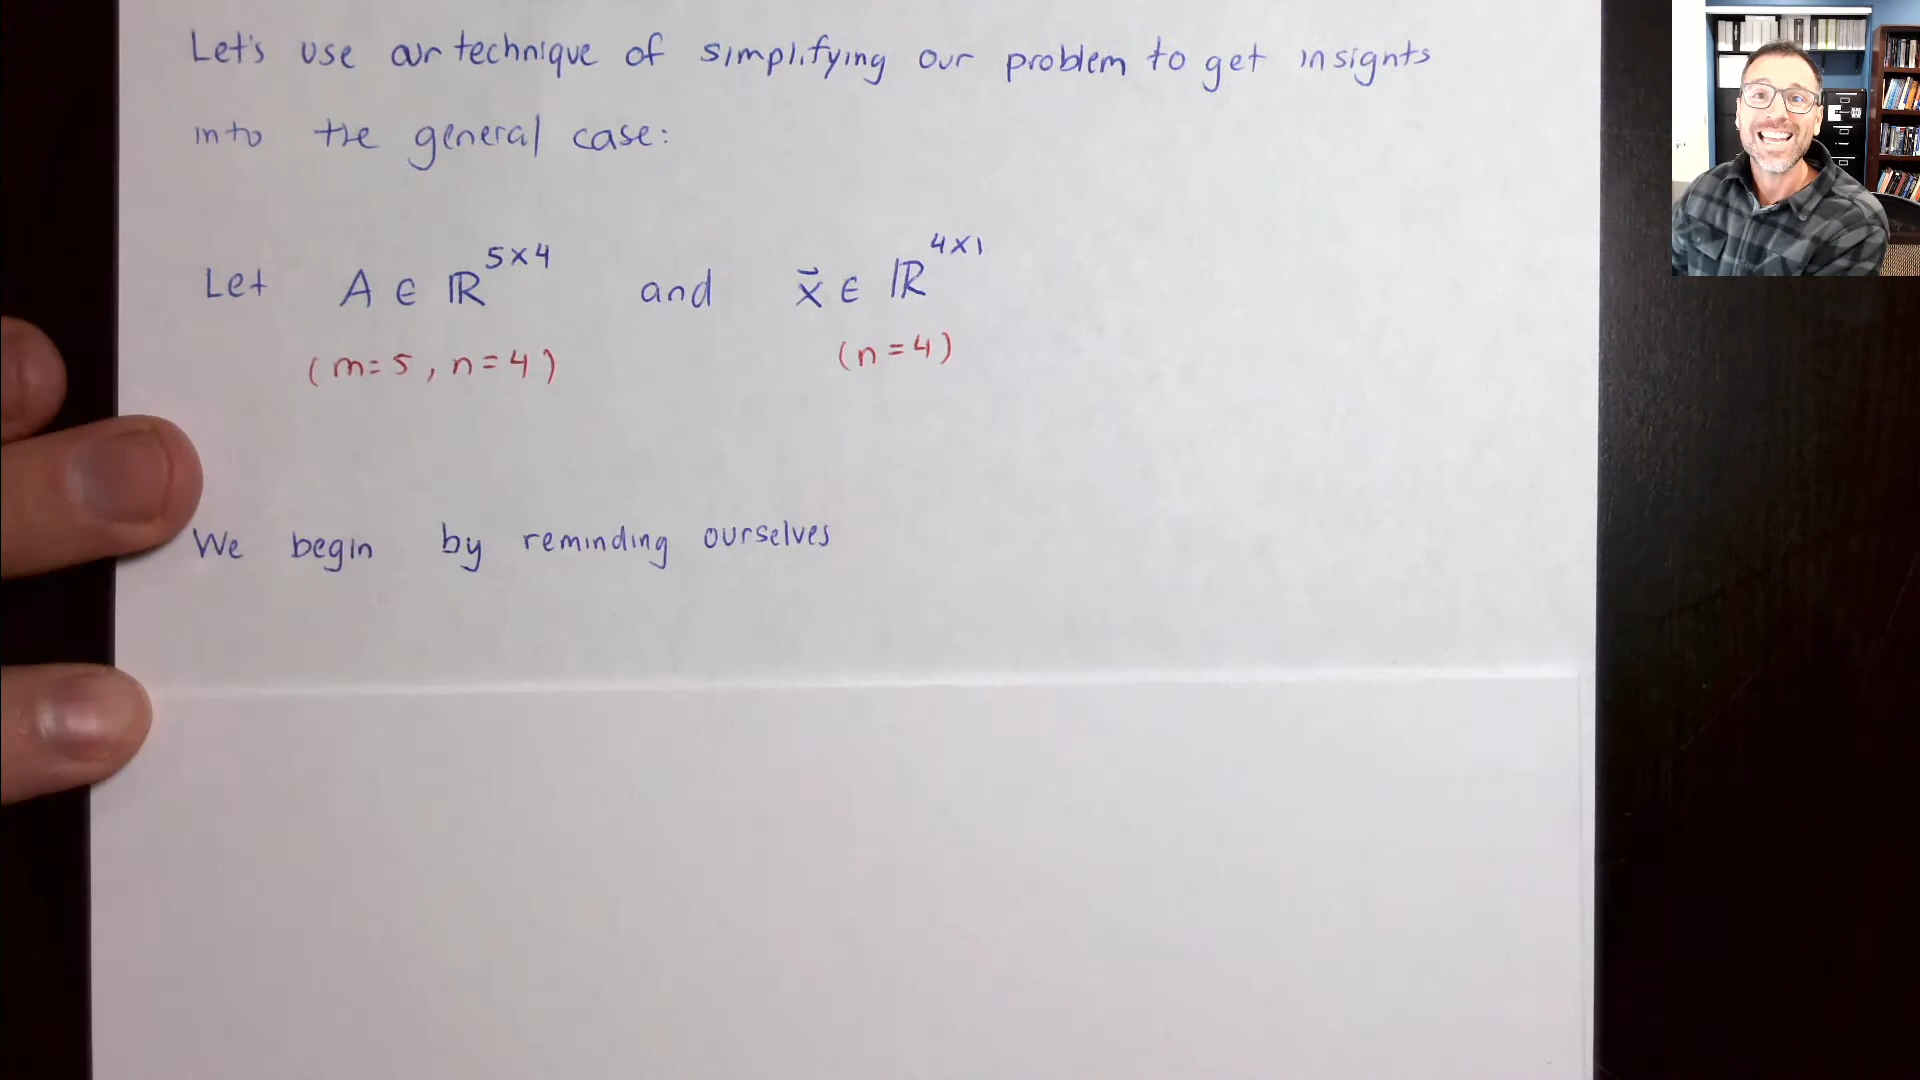 Let's use our technique of simplifying our problem to get insights
into the general case:
Let A ∈ ℝ^{5×4} and x⃗ ∈ ℝ^{4×1}
(m=5, n=4) (n=4)
We begin by reminding ourselves